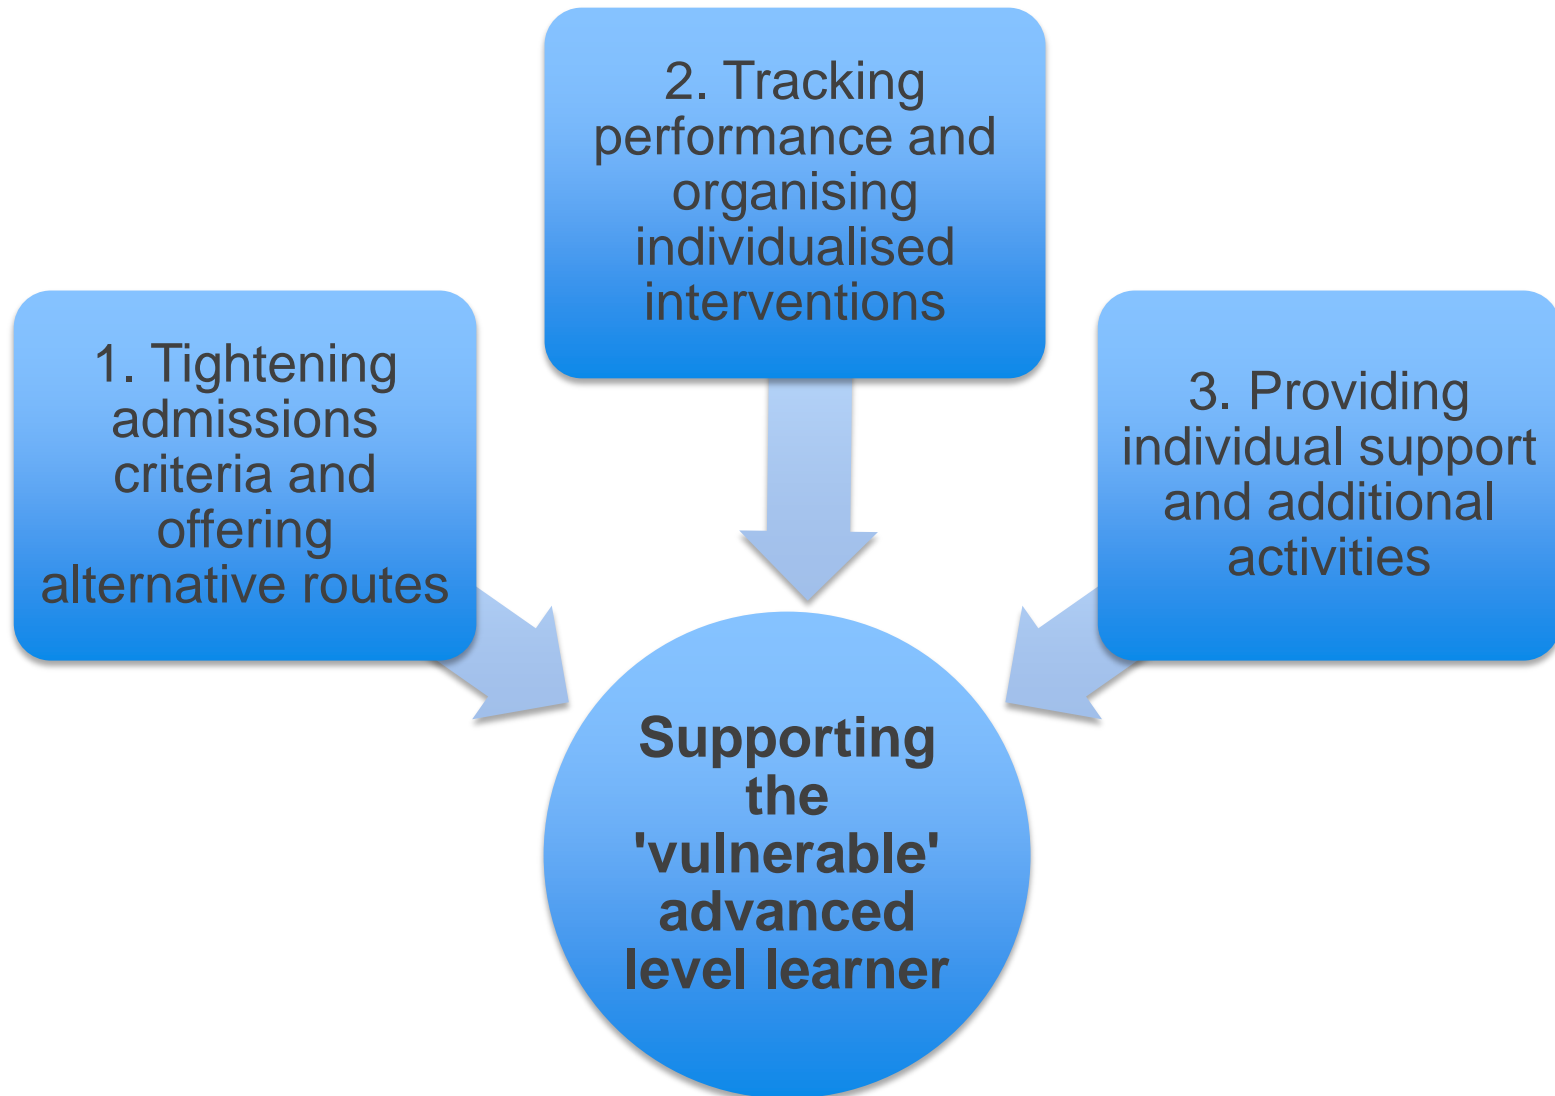 1. Tightening
admissions
criteria and
offering
alternative routes
2. Tracking
performance and
organising
individualised
interventions
3. Providing
individual support
and additional
activities
Supporting
the
'vulnerable'
advanced
level learner